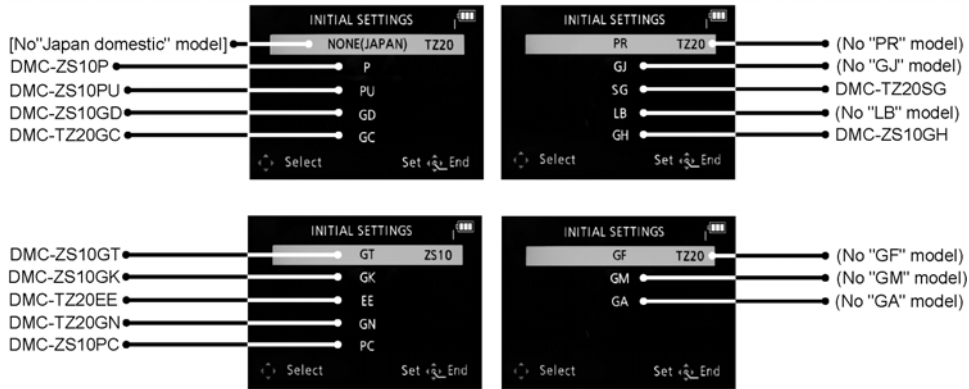 INITIAL SETTINGS
[No"Japan domestic" model] NONE(JAPAN) TZ20
DMC-ZS10P P
DMC-ZS10PU PU
DMC-ZS10GD GD
DMC-TZ20GC GC
Select Set End
INITIAL SETTINGS
PR TZ20 (No "PR" model)
GJ (No "GJ" model)
SG DMC-TZ20SG
LB (No "LB" model)
GH DMC-ZS10GH
Select Set End
INITIAL SETTINGS
DMC-ZS10GT GT ZS10
DMC-ZS10GK GK
DMC-TZ20EE EE
DMC-TZ20GN GN
DMC-ZS10PC PC
Select Set End
INITIAL SETTINGS
GF TZ20 (No "GF" model)
GM (No "GM" model)
GA (No "GA" model)
Select Set End